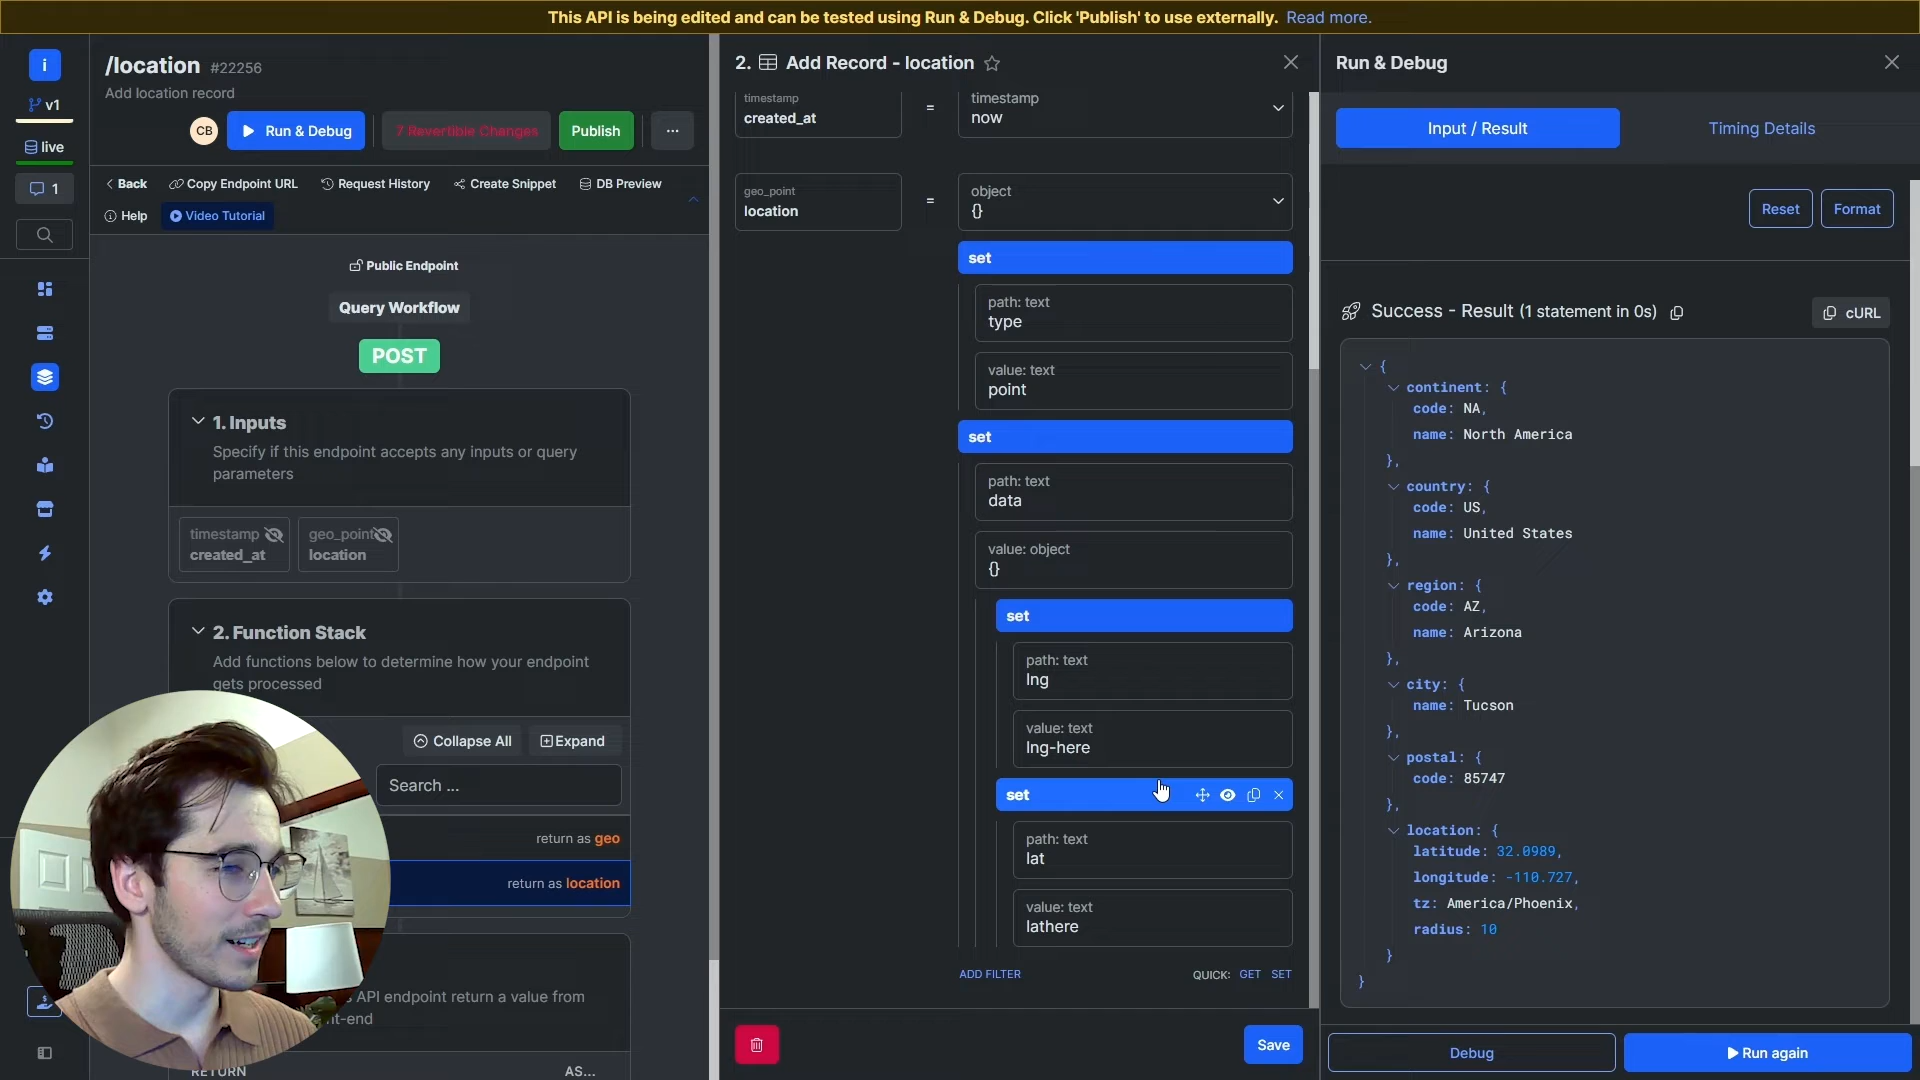 This API is being edited and can be tested using Run & Debug. Click 'Publish' to use externally. Read more.
i
v1
live
1
/location #22256
Add location record
CB
Run & Debug
7 Revertible Changes
Publish
...
Back
Copy Endpoint URL
Request History
Create Snippet
DB Preview
Help
Video Tutorial
Public Endpoint
Query Workflow
POST
1. Inputs
Specify if this endpoint accepts any inputs or query
parameters
timestamp
created_at
geo_point
location
2. Function Stack
Add functions below to determine how your endpoint
gets processed
Collapse All
Expand
Search ...
return as geo
return as location
API endpoint return a value from
RETURN
AS...
2. Add Record - location
timestamp
created_at
=
timestamp
now
geo_point
location
=
object
{}
set
path: text
type
value: text
point
set
path: text
data
value: object
{}
set
path: text
lng
value: text
lng-here
set
path: text
lat
value: text
lathere
ADD FILTER
QUICK: GET SET
Save
Run & Debug
Input / Result
Timing Details
Reset
Format
Success - Result (1 statement in 0s)
cURL
{
continent: {
code: NA,
name: North America
},
country: {
code: US,
name: United States
},
region: {
code: AZ,
name: Arizona
},
city: {
name: Tucson
},
postal: {
code: 85747
},
location: {
latitude: 32.0989,
longitude: -110.727,
tz: America/Phoenix,
radius: 10
}
}
Debug
Run again